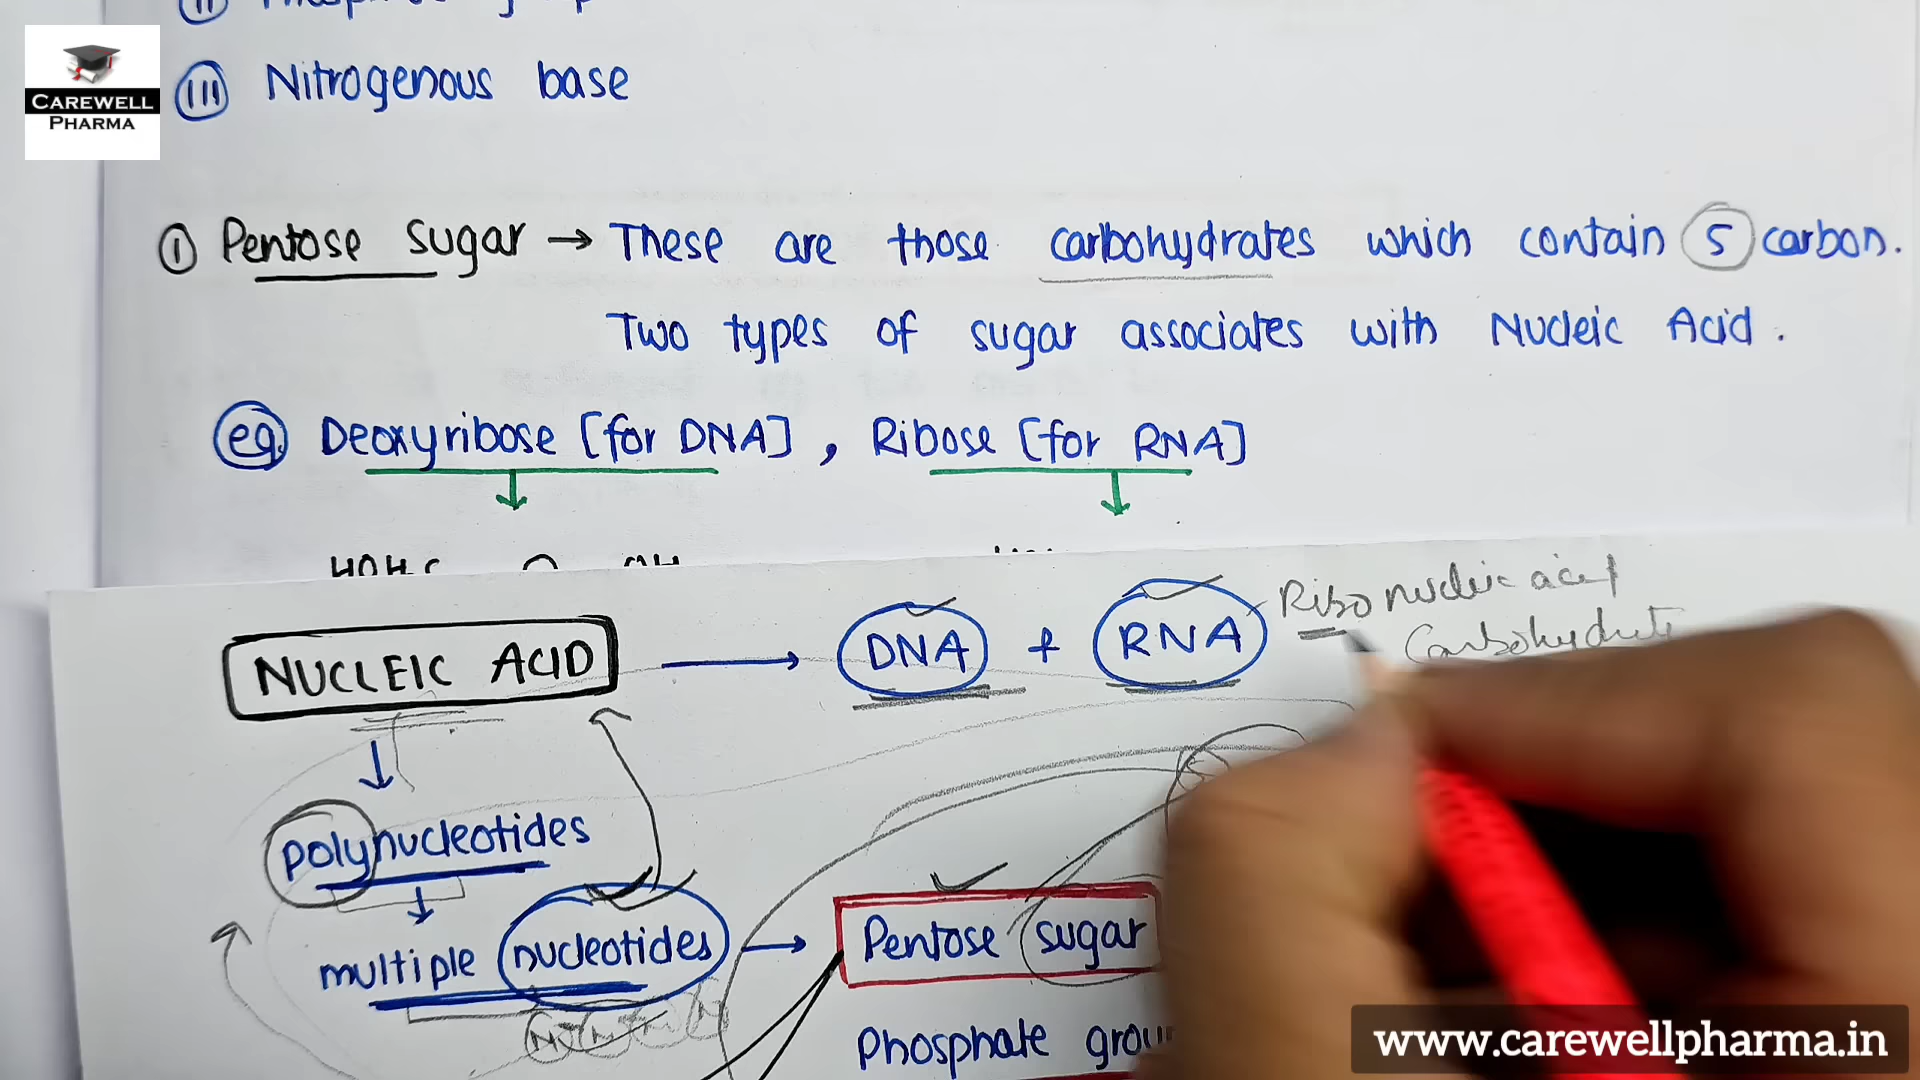 CAREWELL
PHARMA
(III) Nitrogenous base
① Pentose sugar → These are those carbohydrates which contain 5 carbon.
Two types of sugar associates with Nucleic Acid.
eg. Deoxyribose [for DNA], Ribose [for RNA]
NUCLEIC ACID → DNA + RNA
Ribo nucleic acid
Carbohydrate
↓
polynucleotides
↓
multiple nucleotides → Pentose sugar
Phosphate grou
www.carewellpharma.in